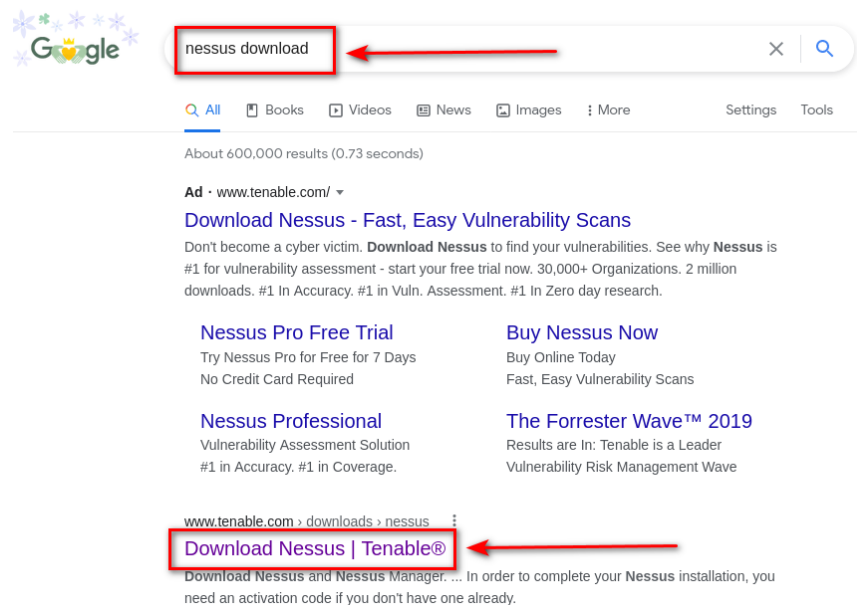 Google
nessus download
All Books Videos News Images More Settings Tools
About 600,000 results (0.73 seconds)
Ad · www.tenable.com/
Download Nessus - Fast, Easy Vulnerability Scans
Don't become a cyber victim. Download Nessus to find your vulnerabilities. See why Nessus is
#1 for vulnerability assessment - start your free trial now. 30,000+ Organizations. 2 million
downloads. #1 In Accuracy. #1 in Vuln. Assessment. #1 In Zero day research.
Nessus Pro Free Trial
Try Nessus Pro for Free for 7 Days
No Credit Card Required
Buy Nessus Now
Buy Online Today
Fast, Easy Vulnerability Scans
Nessus Professional
Vulnerability Assessment Solution
#1 in Accuracy. #1 in Coverage.
The Forrester Wave™ 2019
Results are In: Tenable is a Leader
Vulnerability Risk Management Wave
www.tenable.com › downloads › nessus
Download Nessus | Tenable®
Download Nessus and Nessus Manager. ... In order to complete your Nessus installation, you
need an activation code if you don't have one already.